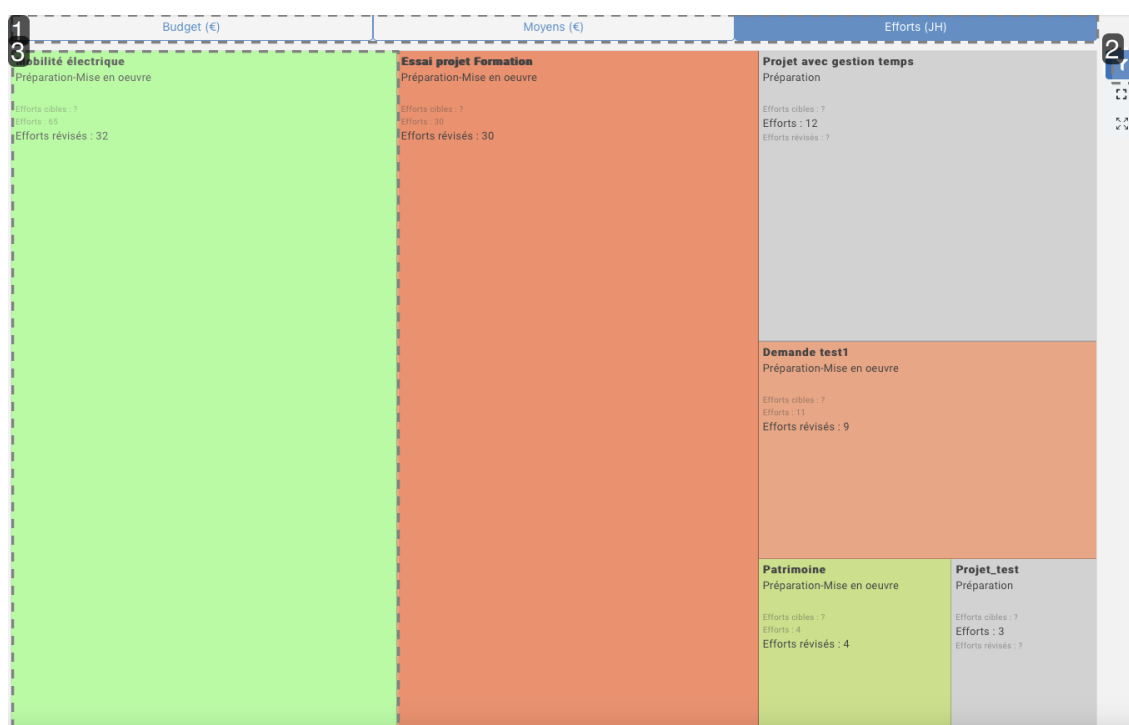 1
Budget (€) Moyens (€) Efforts (JH)
2
3
Mobilité électrique
Préparation-Mise en oeuvre
Efforts cibles : ?
Efforts : 65
Efforts révisés : 32
Essai projet Formation
Préparation-Mise en oeuvre
Efforts cibles : ?
Efforts : 30
Efforts révisés : 30
Projet avec gestion temps
Préparation
Efforts cibles : ?
Efforts : 12
Efforts révisés : ?
Demande test1
Préparation-Mise en oeuvre
Efforts cibles : ?
Efforts : 11
Efforts révisés : 9
Patrimoine
Préparation-Mise en oeuvre
Efforts cibles : ?
Efforts : 4
Efforts révisés : 4
Projet_test
Préparation
Efforts cibles : ?
Efforts : 3
Efforts révisés : ?